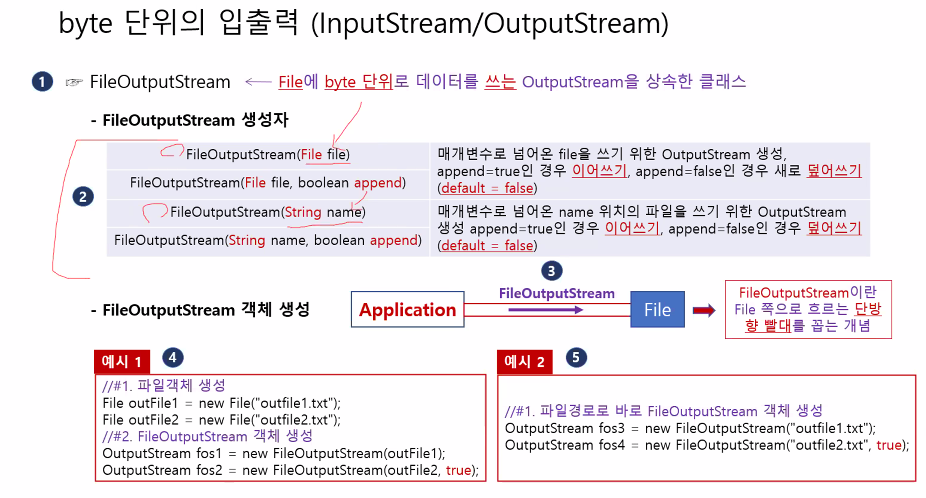 byte 단위의 입출력 (InputStream/OutputStream)
1 ☞ FileOutputStream ← File에 byte 단위로 데이터를 쓰는 OutputStream을 상속한 클래스
- FileOutputStream 생성자
2
FileOutputStream(File file)
FileOutputStream(File file, boolean append)
매개변수로 넘어온 file을 쓰기 위한 OutputStream 생성,
append=true인 경우 이어쓰기, append=false인 경우 새로 덮어쓰기
(default = false)
FileOutputStream(String name)
FileOutputStream(String name, boolean append)
매개변수로 넘어온 name 위치의 파일을 쓰기 위한 OutputStream
생성 append=true인 경우 이어쓰기, append=false인 경우 덮어쓰기
(default = false)
3
- FileOutputStream 객체 생성
Application
FileOutputStream
File
FileOutputStream이란
File 쪽으로 흐르는 단방
향 빨대를 꼽는 개념
예시 1 4
//#1. 파일객체 생성
File outFile1 = new File("outfile1.txt");
File outFile2 = new File("outfile2.txt");
//#2. FileOutputStream 객체 생성
OutputStream fos1 = new FileOutputStream(outFile1);
OutputStream fos2 = new FileOutputStream(outFile2, true);
예시 2 5
//#1. 파일경로로 바로 FileOutputStream 객체 생성
OutputStream fos3 = new FileOutputStream("outfile1.txt");
OutputStream fos4 = new FileOutputStream("outfile2.txt", true);